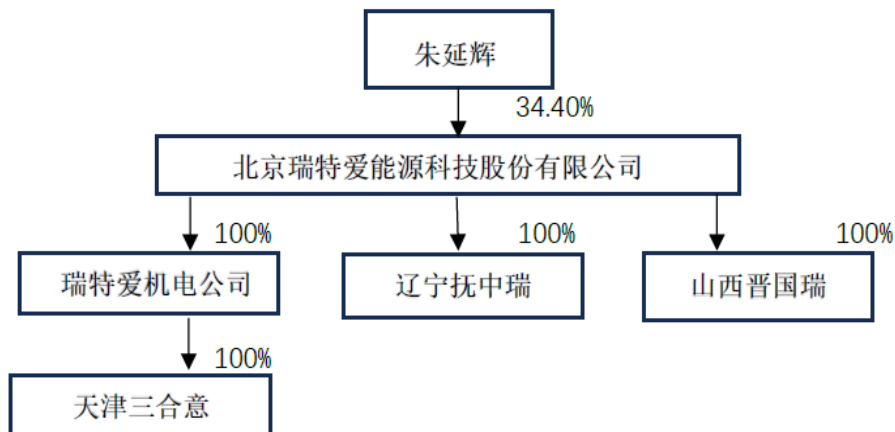 朱延辉
34.40%
北京瑞特爱能源科技股份有限公司
100%
100%
100%
瑞特爱机电公司
辽宁抚中瑞
山西晋国瑞
100%
天津三合意